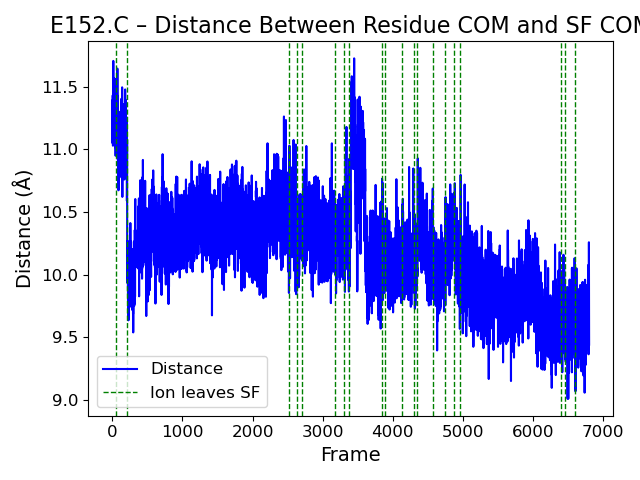 E152.C – Distance Between Residue COM and SF COM
Distance (Å)
11.5
11.0
10.5
10.0
9.5
9.0
Distance
Ion leaves SF
0 1000 2000 3000 4000 5000 6000 7000
Frame